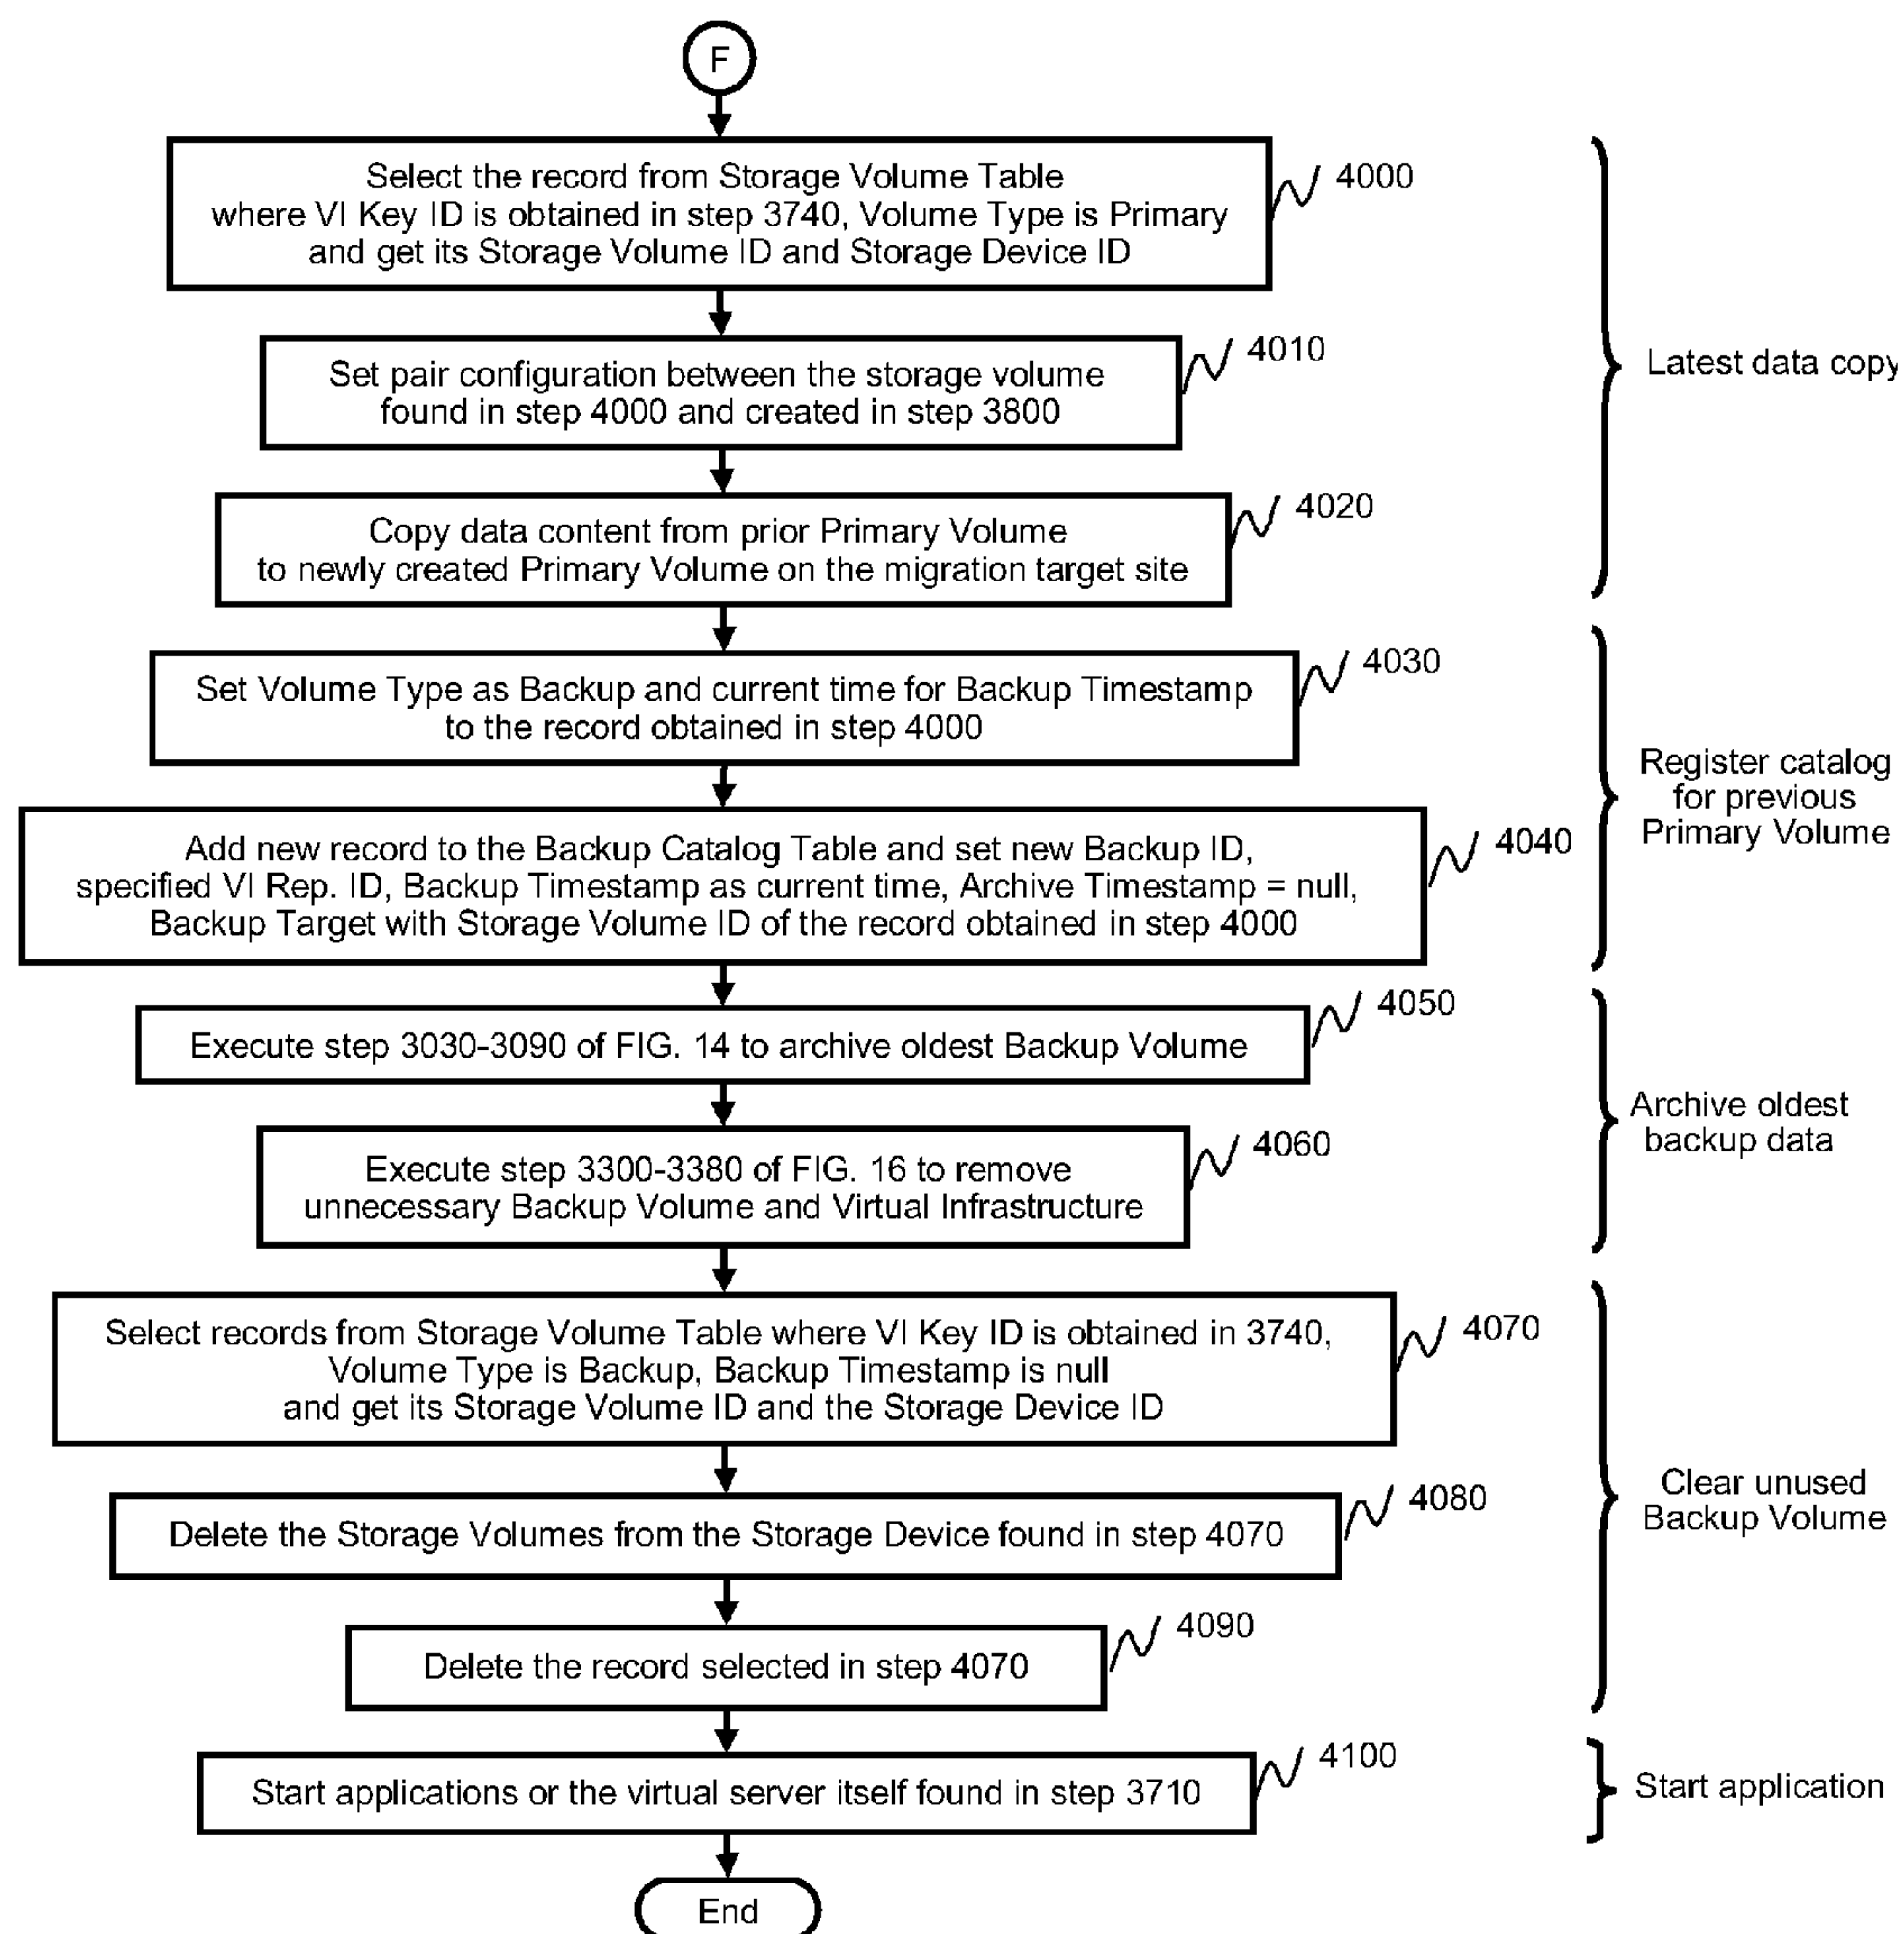 F
Select the record from Storage Volume Table
where VI Key ID is obtained in step 3740, Volume Type is Primary
and get its Storage Volume ID and Storage Device ID
4000
Set pair configuration between the storage volume
found in step 4000 and created in step 3800
4010
Copy data content from prior Primary Volume
to newly created Primary Volume on the migration target site
4020
Latest data copy
Set Volume Type as Backup and current time for Backup Timestamp
to the record obtained in step 4000
4030
Add new record to the Backup Catalog Table and set new Backup ID,
specified VI Rep. ID, Backup Timestamp as current time, Archive Timestamp = null,
Backup Target with Storage Volume ID of the record obtained in step 4000
4040
Register catalog
for previous
Primary Volume
Execute step 3030-3090 of FIG. 14 to archive oldest Backup Volume
4050
Execute step 3300-3380 of FIG. 16 to remove
unnecessary Backup Volume and Virtual Infrastructure
4060
Archive oldest
backup data
Select records from Storage Volume Table where VI Key ID is obtained in 3740,
Volume Type is Backup, Backup Timestamp is null
and get its Storage Volume ID and the Storage Device ID
4070
Delete the Storage Volumes from the Storage Device found in step 4070
4080
Delete the record selected in step 4070
4090
Clear unused
Backup Volume
Start applications or the virtual server itself found in step 3710
4100
Start application
End